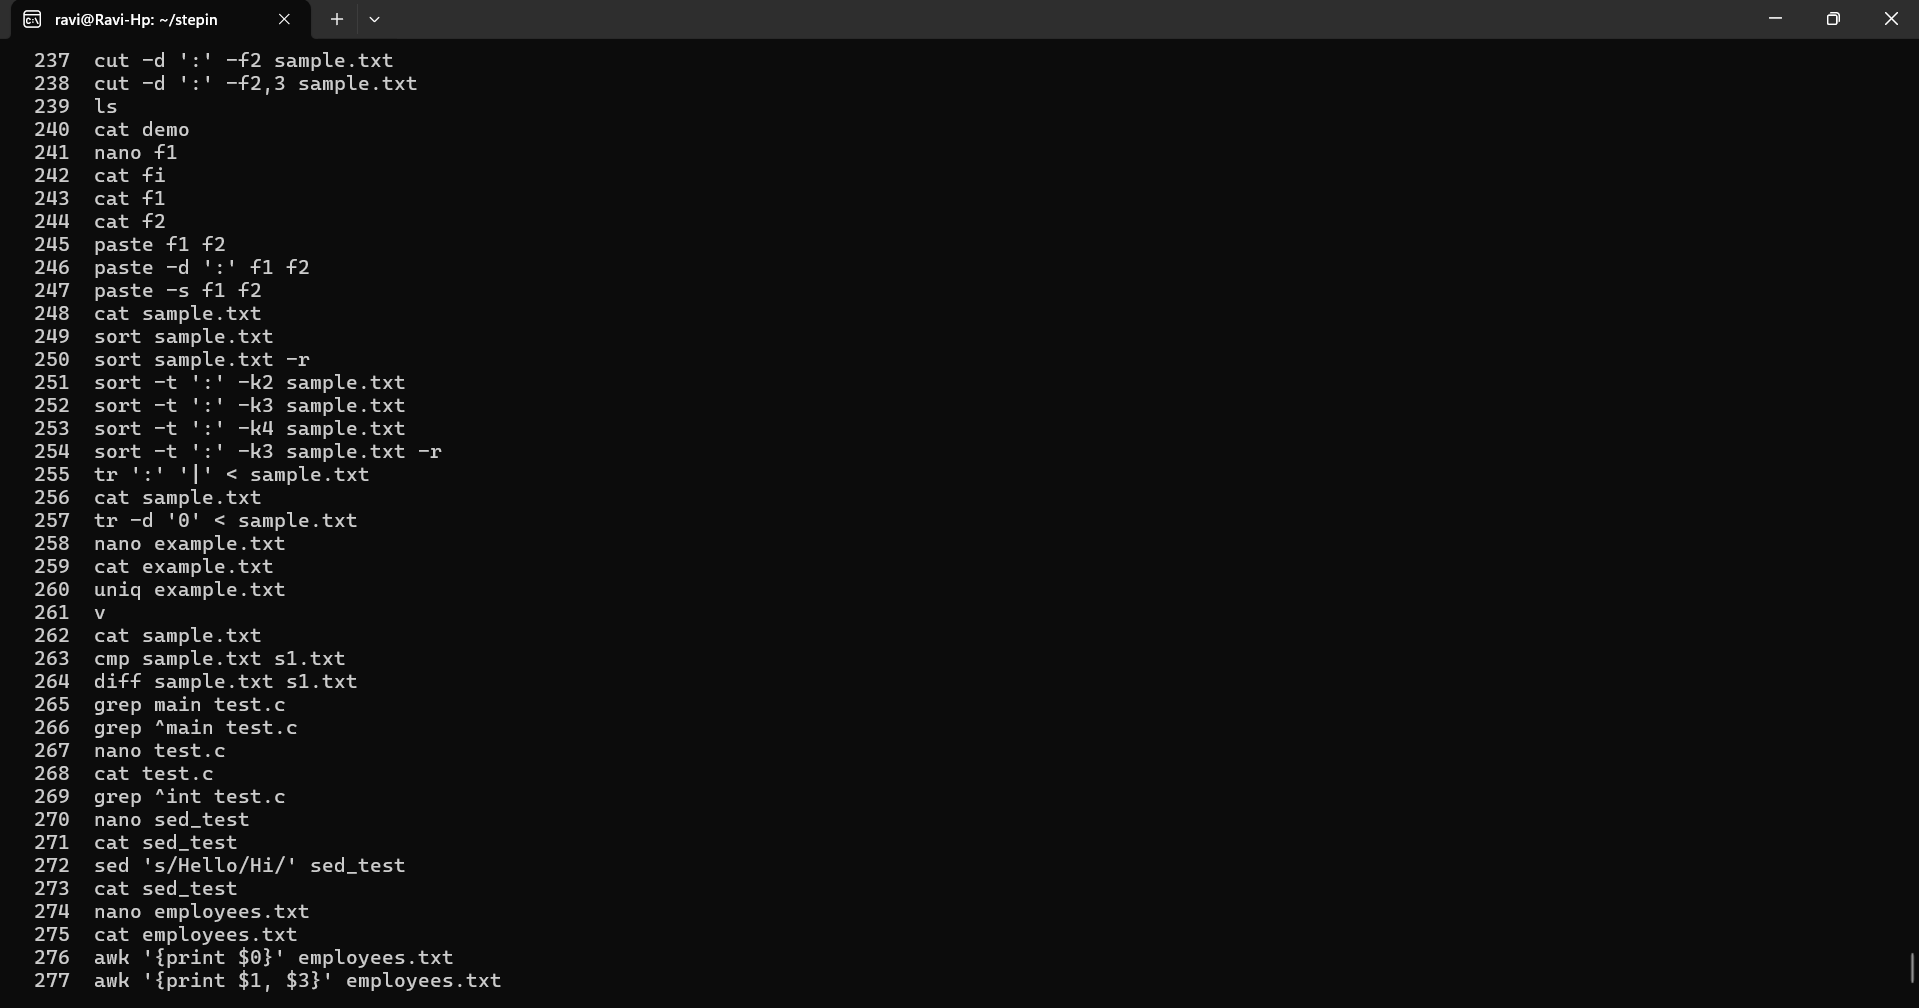 ravi@Ravi-Hp: ~/stepin
237 cut -d ':' -f2 sample.txt
238 cut -d ':' -f2,3 sample.txt
239 ls
240 cat demo
241 nano f1
242 cat fi
243 cat f1
244 cat f2
245 paste f1 f2
246 paste -d ':' f1 f2
247 paste -s f1 f2
248 cat sample.txt
249 sort sample.txt
250 sort sample.txt -r
251 sort -t ':' -k2 sample.txt
252 sort -t ':' -k3 sample.txt
253 sort -t ':' -k4 sample.txt
254 sort -t ':' -k3 sample.txt -r
255 tr ':' '|' < sample.txt
256 cat sample.txt
257 tr -d '0' < sample.txt
258 nano example.txt
259 cat example.txt
260 uniq example.txt
261 v
262 cat sample.txt
263 cmp sample.txt s1.txt
264 diff sample.txt s1.txt
265 grep main test.c
266 grep ^main test.c
267 nano test.c
268 cat test.c
269 grep ^int test.c
270 nano sed_test
271 cat sed_test
272 sed 's/Hello/Hi/' sed_test
273 cat sed_test
274 nano employees.txt
275 cat employees.txt
276 awk '{print $0}' employees.txt
277 awk '{print $1, $3}' employees.txt